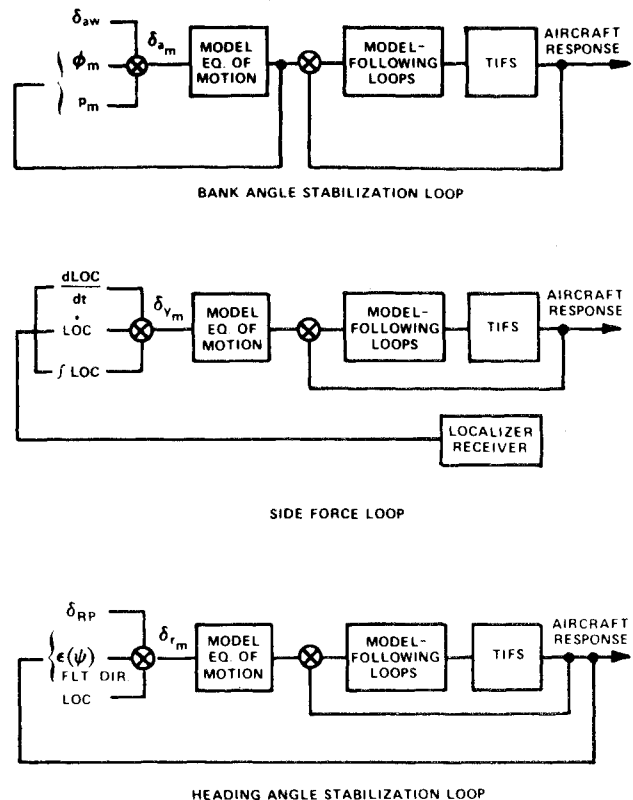 δaw
ϕm
pm
δam
MODEL
EQ. OF
MOTION
MODEL-
FOLLOWING
LOOPS
TIFS
AIRCRAFT
RESPONSE
BANK ANGLE STABILIZATION LOOP
dLOC
dt
LOC
∫ LOC
δYm
MODEL
EQ. OF
MOTION
MODEL-
FOLLOWING
LOOPS
TIFS
AIRCRAFT
RESPONSE
LOCALIZER
RECEIVER
SIDE FORCE LOOP
δRP
ϵ(ψ)
FLT DIR.
LOC
δrm
MODEL
EQ. OF
MOTION
MODEL-
FOLLOWING
LOOPS
TIFS
AIRCRAFT
RESPONSE
HEADING ANGLE STABILIZATION LOOP